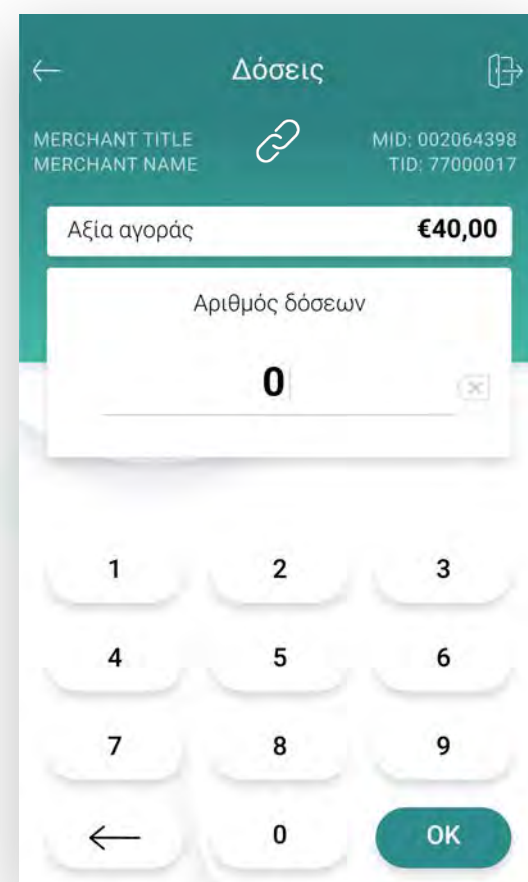 Δόσεις
MERCHANT TITLE
MERCHANT NAME
MID: 002064398
TID: 77000017
Αξία αγοράς €40,00
Αριθμός δόσεων
0
1 2 3
4 5 6
7 8 9
0 OK